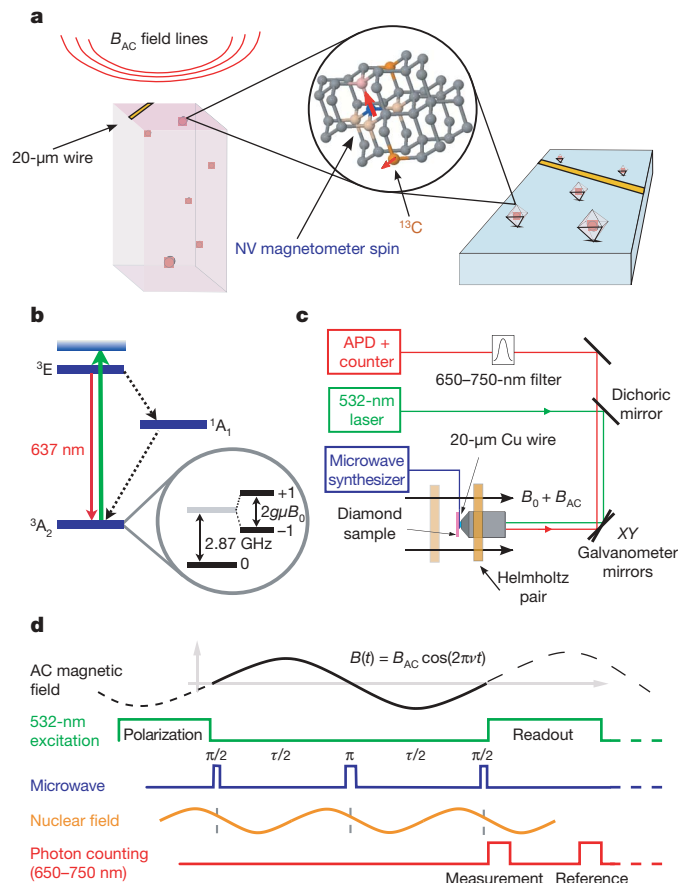 a
B_AC field lines
20-μm wire
¹³C
NV magnetometer spin
b
³E
¹A₁
637 nm
³A₂
+1
2gμB₀
−1
2.87
GHz
0
c
APD +
counter
650–750-nm filter
532-nm
laser
Dichoric
mirror
20-μm Cu wire
Microwave
synthesizer
B₀ + B_AC
Diamond
sample
XY
Galvanometer
mirrors
Helmholtz
pair
d
AC magnetic
field
B(t) = B_AC cos(2πνt)
532-nm
excitation
Polarization
Readout
π/2 τ/2 π τ/2 π/2
Microwave
Nuclear field
Photon counting
(650–750 nm)
Measurement Reference